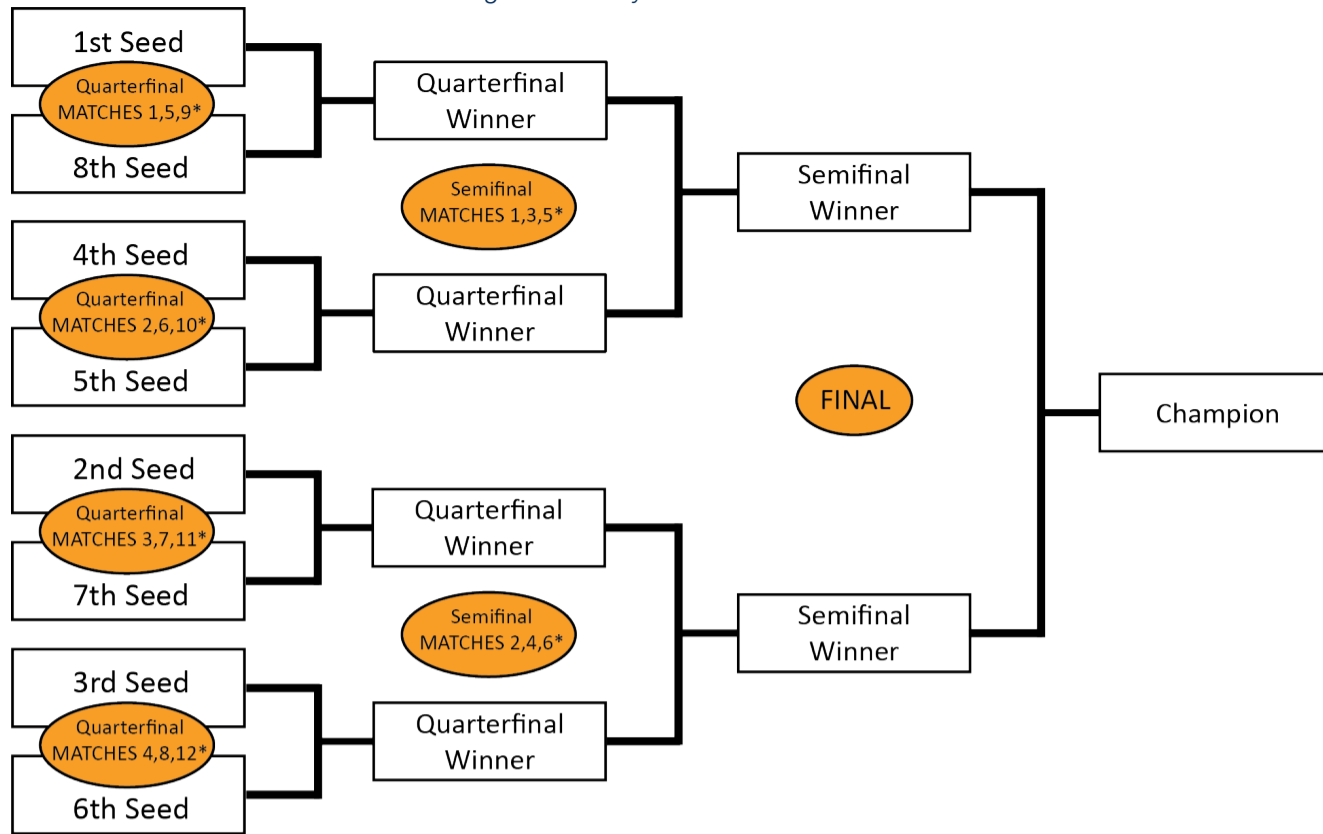 1st Seed
Quarterfinal
MATCHES 1,5,9*
8th Seed
4th Seed
Quarterfinal
MATCHES 2,6,10*
5th Seed
2nd Seed
Quarterfinal
MATCHES 3,7,11*
7th Seed
3rd Seed
Quarterfinal
MATCHES 4,8,12*
6th Seed
Quarterfinal
Winner
Semifinal
MATCHES 1,3,5*
Quarterfinal
Winner
Quarterfinal
Winner
Semifinal
MATCHES 2,4,6*
Quarterfinal
Winner
Semifinal
Winner
FINAL
Semifinal
Winner
Champion